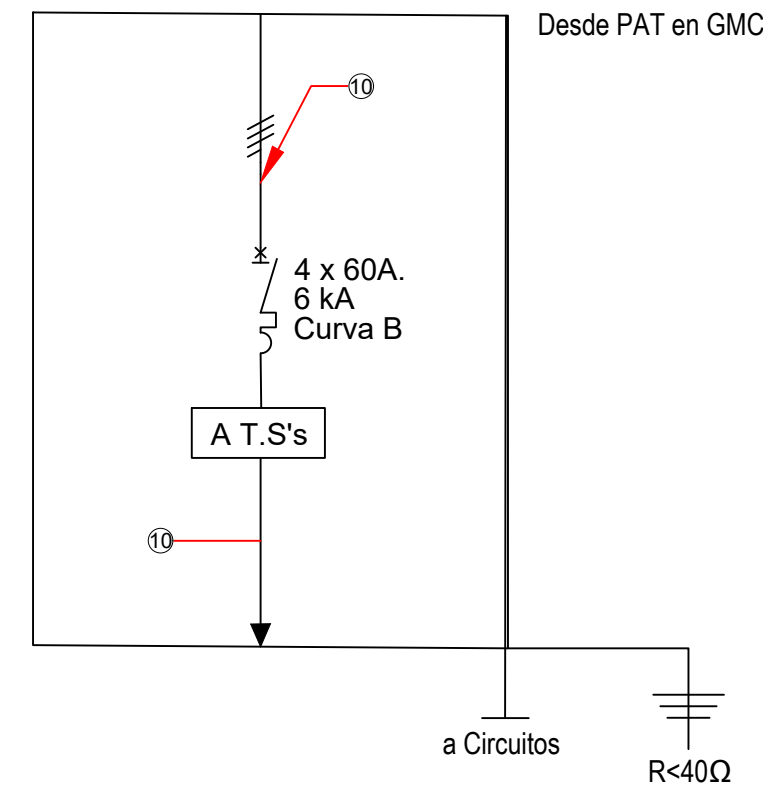 Desde PAT en GMC
10
4 x 60A.
6 kA
Curva B
A T.S's
10
a Circuitos
R<40Ω